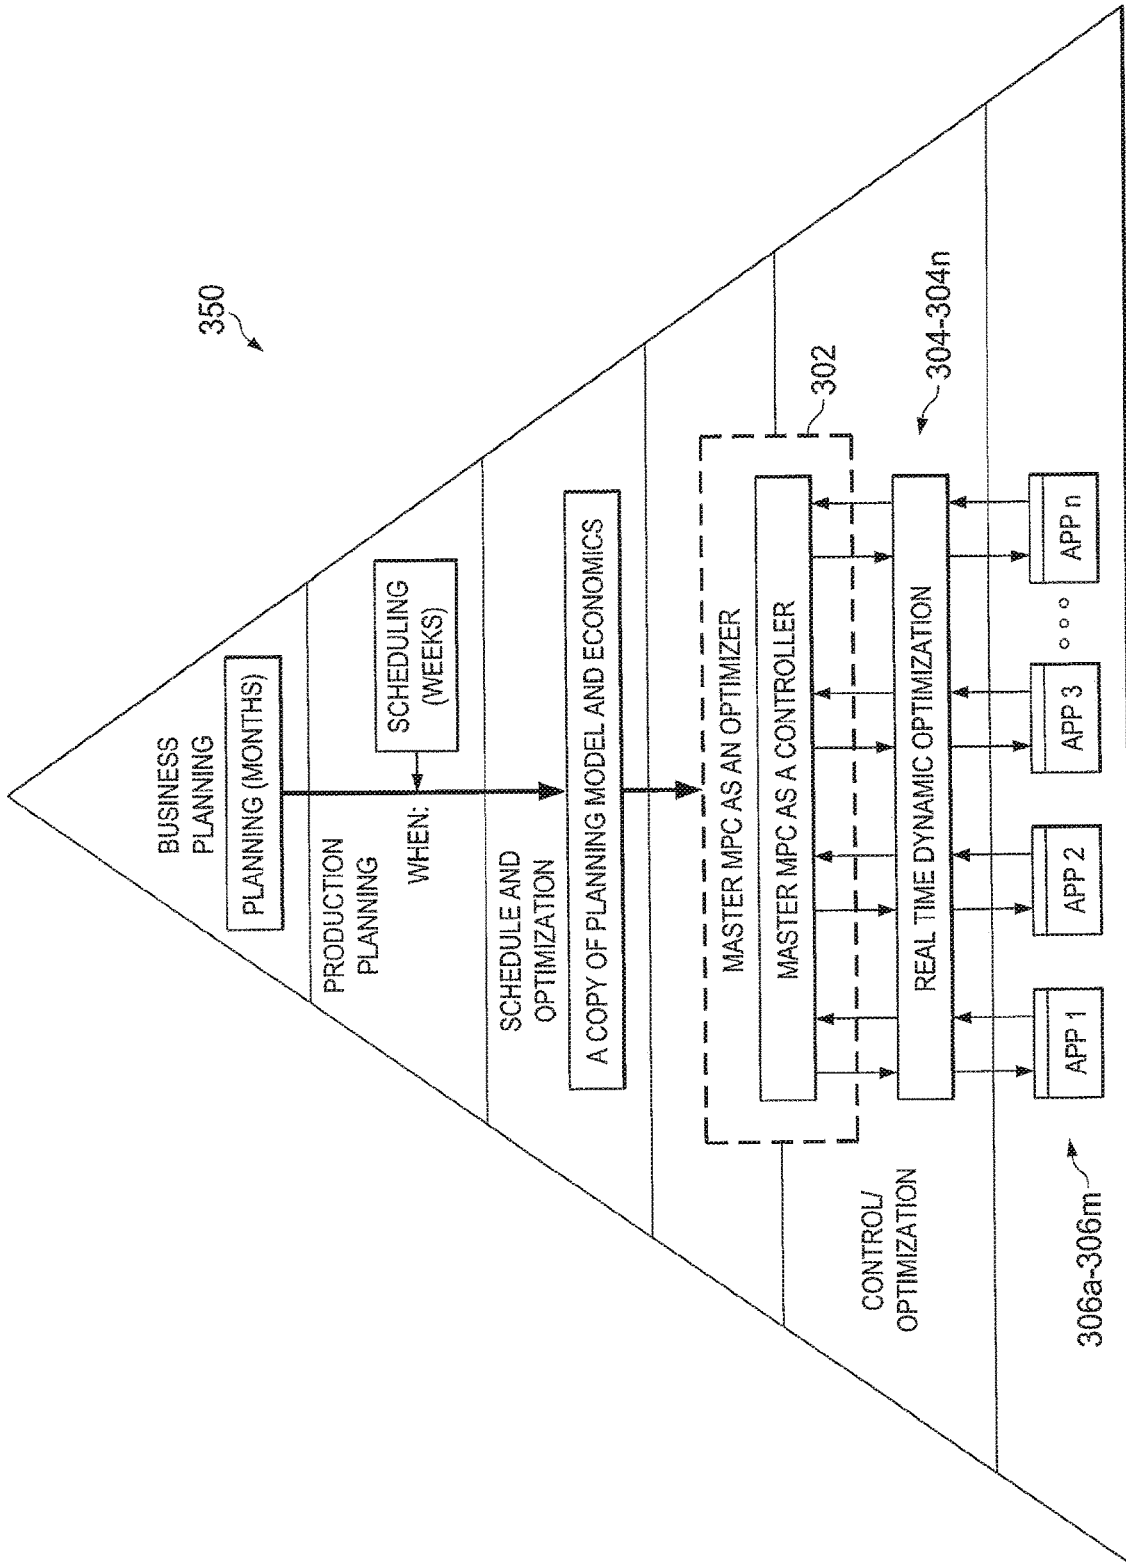 350
BUSINESS
PLANNING
PLANNING (MONTHS)
PRODUCTION
PLANNING
WHEN:
SCHEDULING
(WEEKS)
SCHEDULE AND
OPTIMIZATION
A COPY OF PLANNING MODEL AND ECONOMICS
302
MASTER MPC AS AN OPTIMIZER
MASTER MPC AS A CONTROLLER
304-304n
CONTROL/
OPTIMIZATION
REAL TIME DYNAMIC OPTIMIZATION
306a-306m
APP 1
APP 2
APP 3
APP n